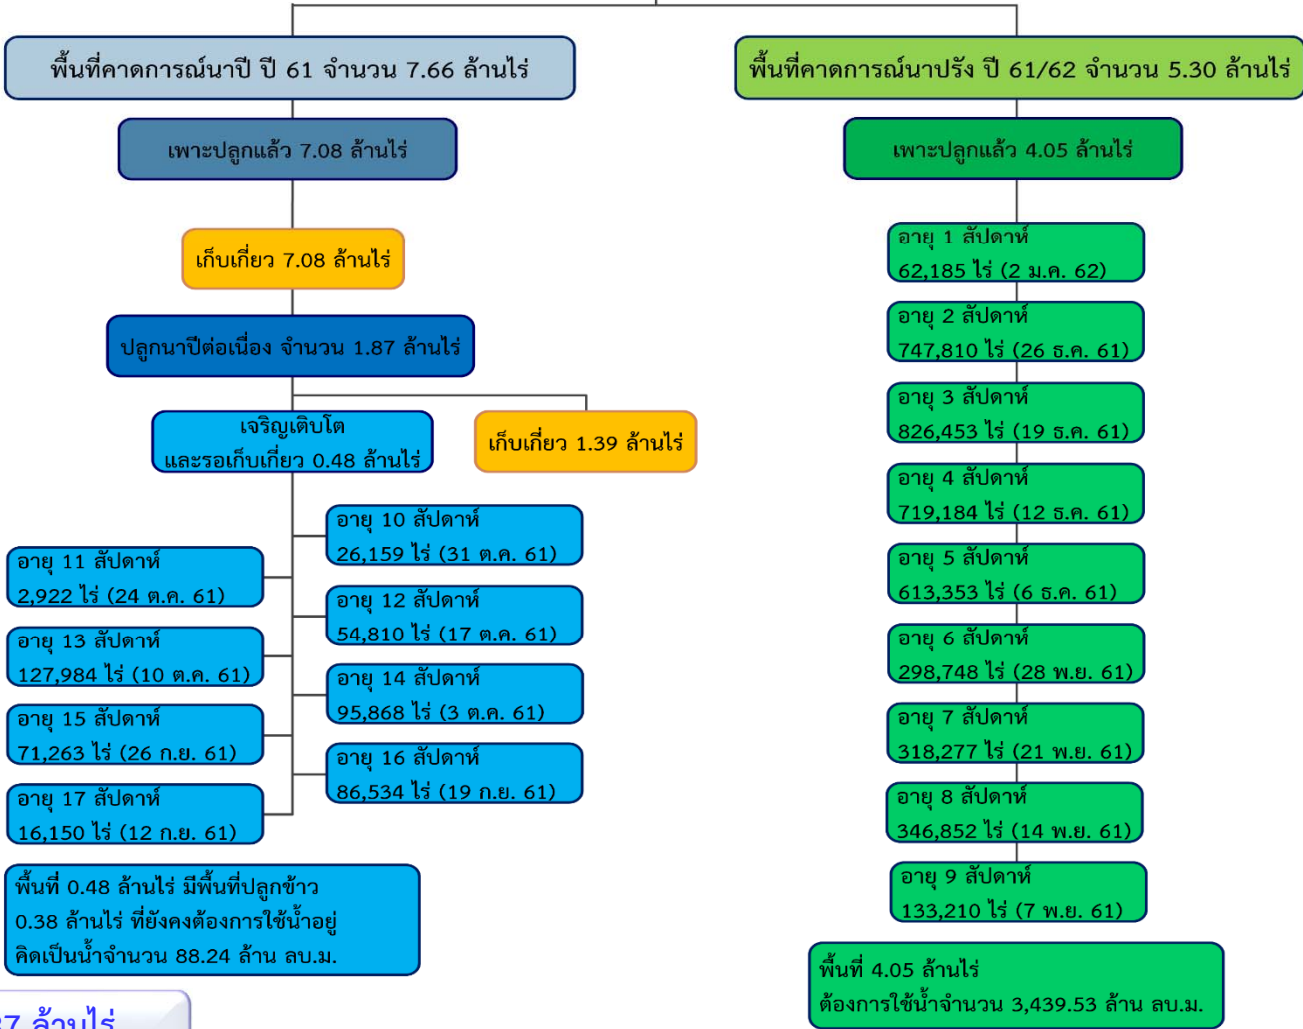 พื้นที่คาดการณ์นาปี ปี 61 จำนวน 7.66 ล้านไร่
เพาะปลูกแล้ว 7.08 ล้านไร่
เก็บเกี่ยว 7.08 ล้านไร่
ปลูกนาปีต่อเนื่อง จำนวน 1.87 ล้านไร่
เจริญเติบโต
และรอเก็บเกี่ยว 0.48 ล้านไร่
เก็บเกี่ยว 1.39 ล้านไร่
อายุ 10 สัปดาห์
26,159 ไร่ (31 ต.ค. 61)
อายุ 11 สัปดาห์
2,922 ไร่ (24 ต.ค. 61)
อายุ 12 สัปดาห์
54,810 ไร่ (17 ต.ค. 61)
อายุ 13 สัปดาห์
127,984 ไร่ (10 ต.ค. 61)
อายุ 14 สัปดาห์
95,868 ไร่ (3 ต.ค. 61)
อายุ 15 สัปดาห์
71,263 ไร่ (26 ก.ย. 61)
อายุ 16 สัปดาห์
86,534 ไร่ (19 ก.ย. 61)
อายุ 17 สัปดาห์
16,150 ไร่ (12 ก.ย. 61)
พื้นที่ 0.48 ล้านไร่ มีพื้นที่ปลูกข้าว
0.38 ล้านไร่ ที่ยังคงต้องการใช้น้ำอยู่
คิดเป็นน้ำจำนวน 88.24 ล้าน ลบ.ม.
พื้นที่คาดการณ์นาปรัง ปี 61/62 จำนวน 5.30 ล้านไร่
เพาะปลูกแล้ว 4.05 ล้านไร่
อายุ 1 สัปดาห์
62,185 ไร่ (2 ม.ค. 62)
อายุ 2 สัปดาห์
747,810 ไร่ (26 ธ.ค. 61)
อายุ 3 สัปดาห์
826,453 ไร่ (19 ธ.ค. 61)
อายุ 4 สัปดาห์
719,184 ไร่ (12 ธ.ค. 61)
อายุ 5 สัปดาห์
613,353 ไร่ (6 ธ.ค. 61)
อายุ 6 สัปดาห์
298,748 ไร่ (28 พ.ย. 61)
อายุ 7 สัปดาห์
318,277 ไร่ (21 พ.ย. 61)
อายุ 8 สัปดาห์
346,852 ไร่ (14 พ.ย. 61)
อายุ 9 สัปดาห์
133,210 ไร่ (7 พ.ย. 61)
พื้นที่ 4.05 ล้านไร่
ต้องการใช้น้ำจำนวน 3,439.53 ล้าน ลบ.ม.
ล้านไร่